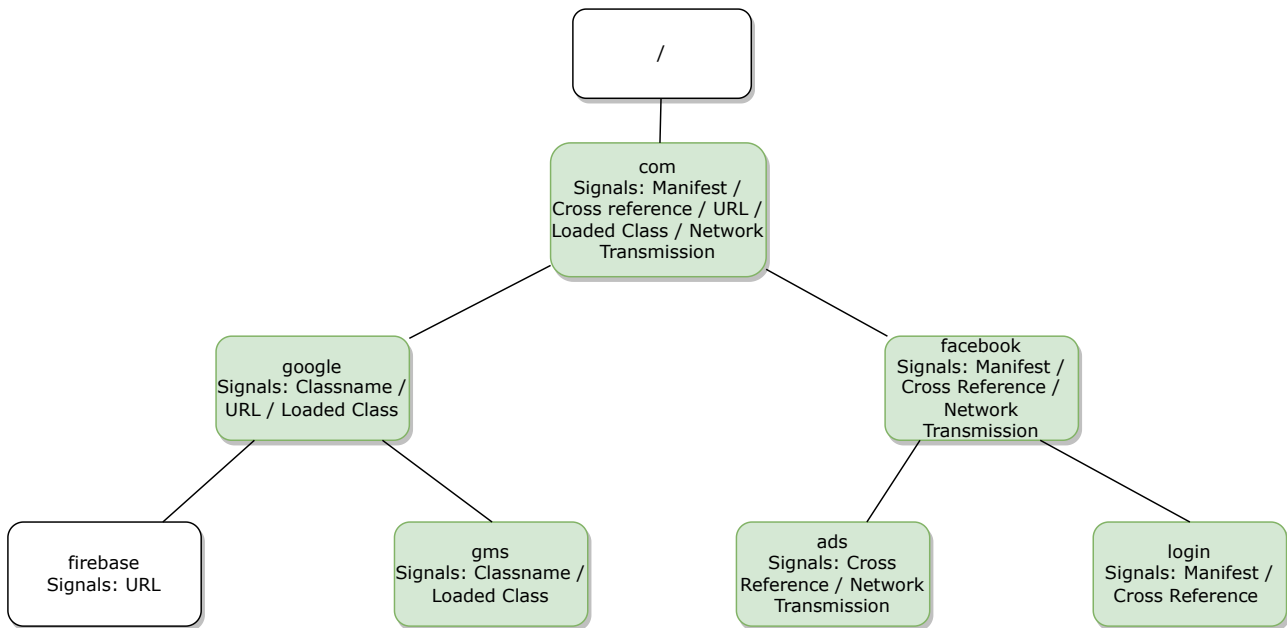 /
com
Signals: Manifest /
Cross reference / URL /
Loaded Class / Network
Transmission
google
Signals: Classname /
URL / Loaded Class
facebook
Signals: Manifest /
Cross Reference /
Network
Transmission
firebase
Signals: URL
gms
Signals: Classname /
Loaded Class
ads
Signals: Cross
Reference / Network
Transmission
login
Signals: Manifest /
Cross Reference